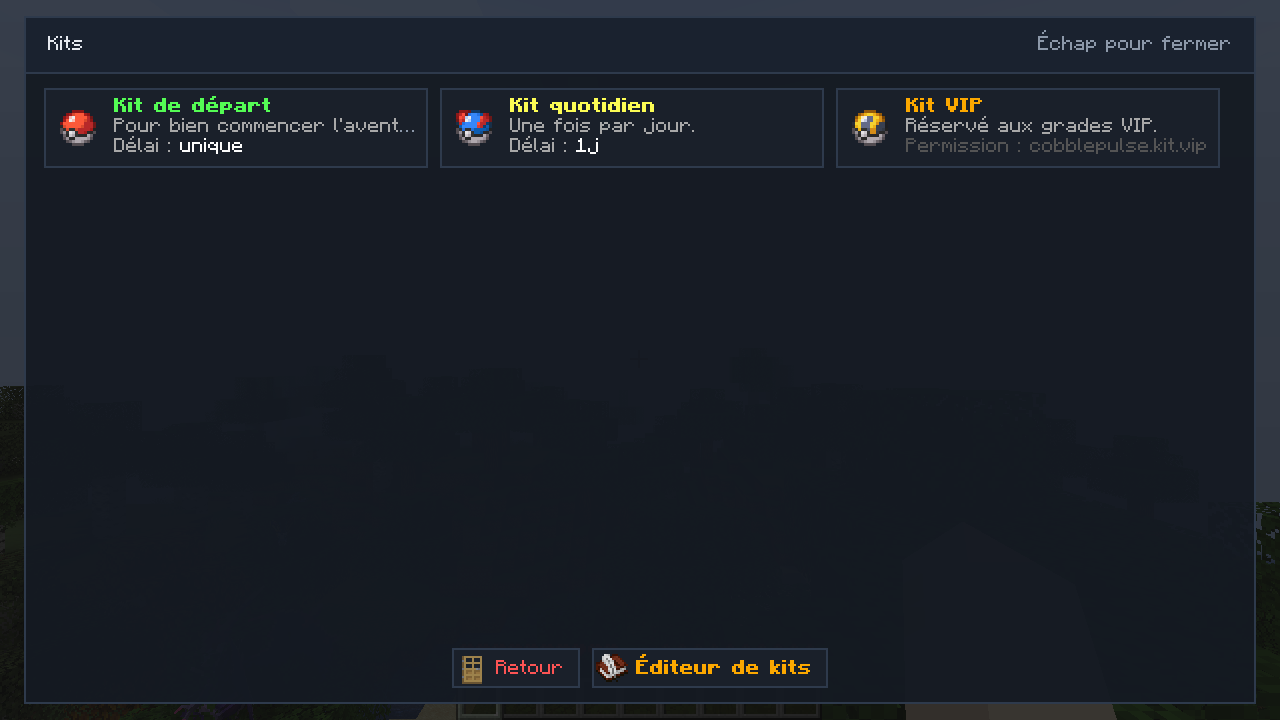 Kits
Échap pour fermer
Kit de départ
Pour bien commencer l'avent...
Délai : unique
Kit quotidien
Une fois par jour.
Délai : 1j
Kit VIP
Réservé aux grades VIP.
Permission : cobblepulse.kit.vip
Retour
Éditeur de kits